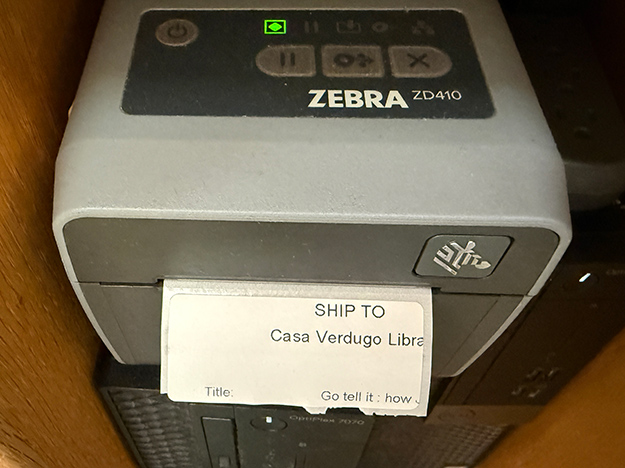 ZEBRA ZD410
SHIP TO
Casa Verdugo Libra
Title: Go tell it : how
OptiPlex 7070